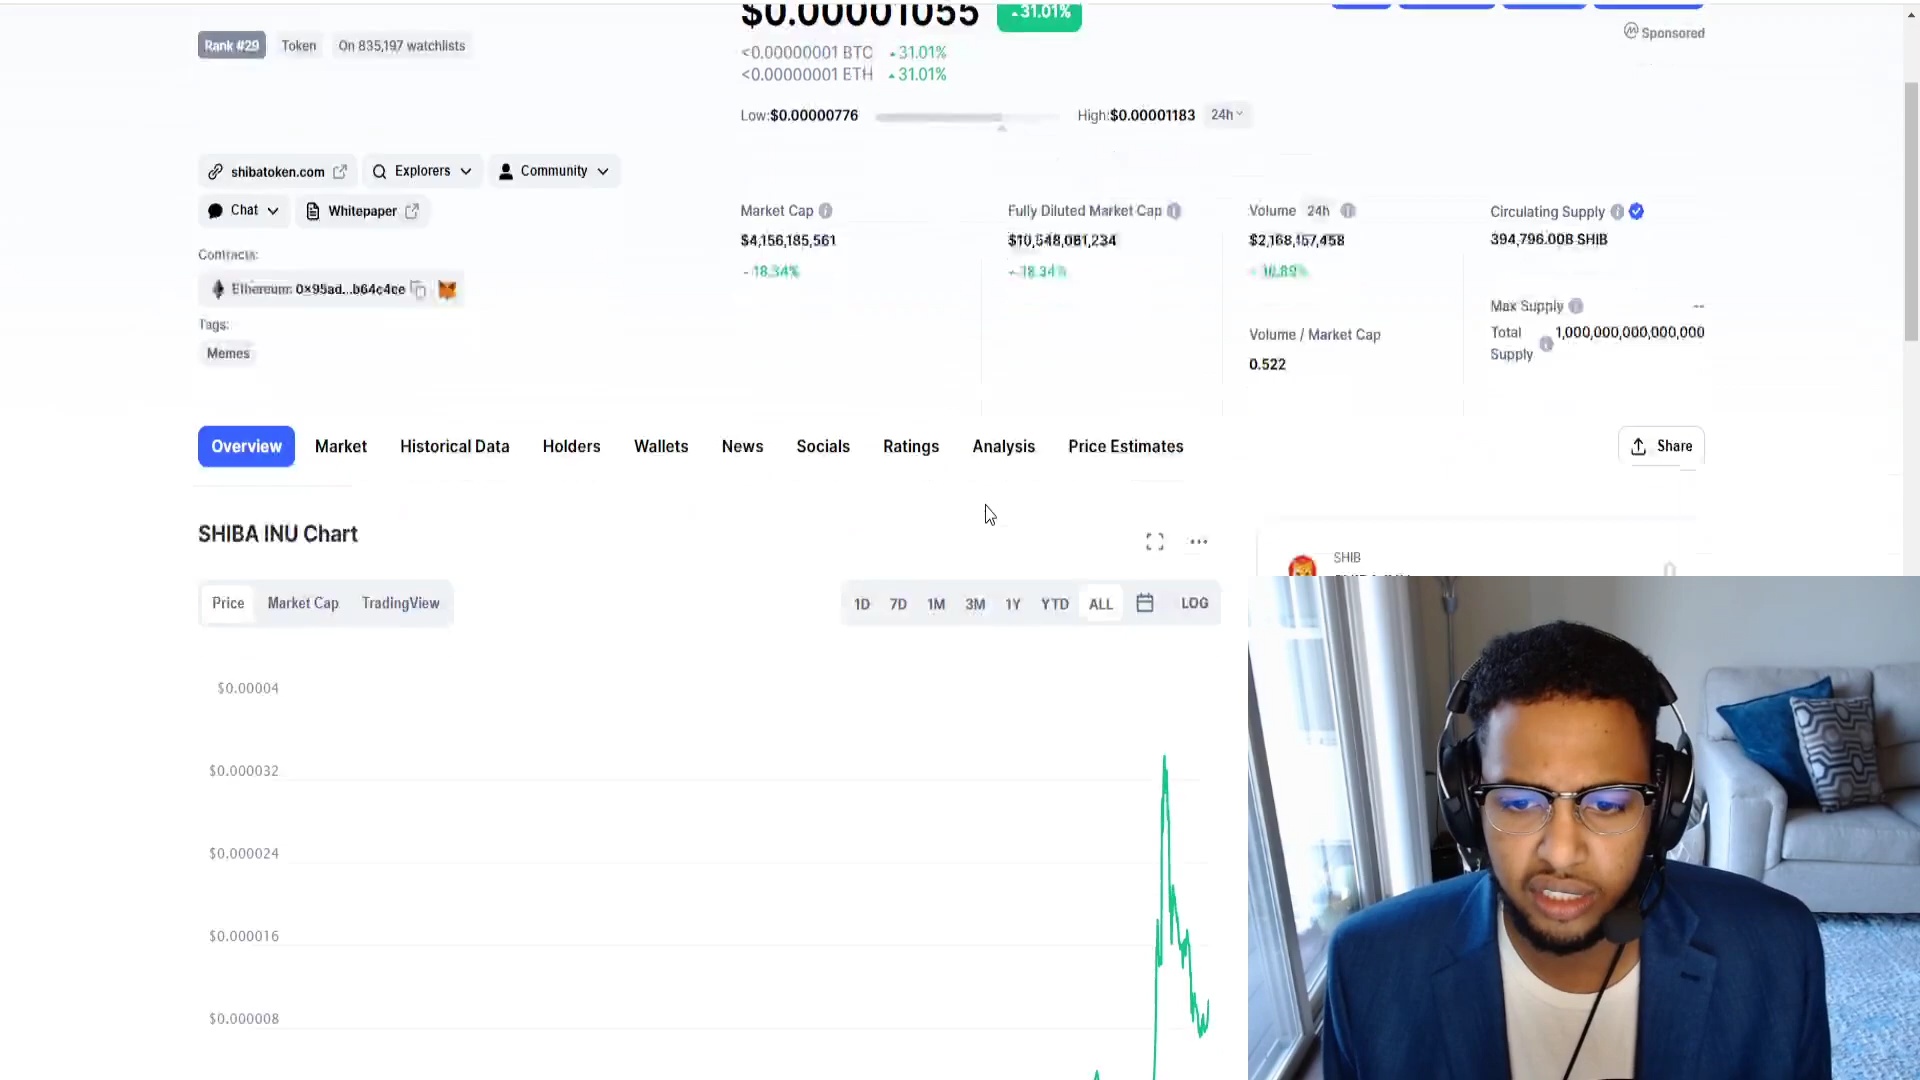 $0.00001055 31.01%
Rank #29 Token On 835,197 watchlists
Sponsored
<0.00000001 BTC 31.01%
<0.00000001 ETH 31.01%
Low:$0.00000776 High:$0.00001183 24h
shibatoken.com Explorers Community
Chat Whitepaper
Contracts:
Ethereum: 0x95ad...b64c4ce
Tags:
Memes
Market Cap
$4,156,185,561
18.34%
Fully Diluted Market Cap
$10,548,081,234
18.34%
Volume 24h
$2,168,157,458
10.89%
Volume / Market Cap
0.522
Circulating Supply
394,796.00B SHIB
Max Supply --
Total Supply 1,000,000,000,000,000
Overview Market Historical Data Holders Wallets News Socials Ratings Analysis Price Estimates Share
SHIBA INU Chart
SHIB
Price Market Cap TradingView 1D 7D 1M 3M 1Y YTD ALL LOG
$0.00004
$0.000032
$0.000024
$0.000016
$0.000008